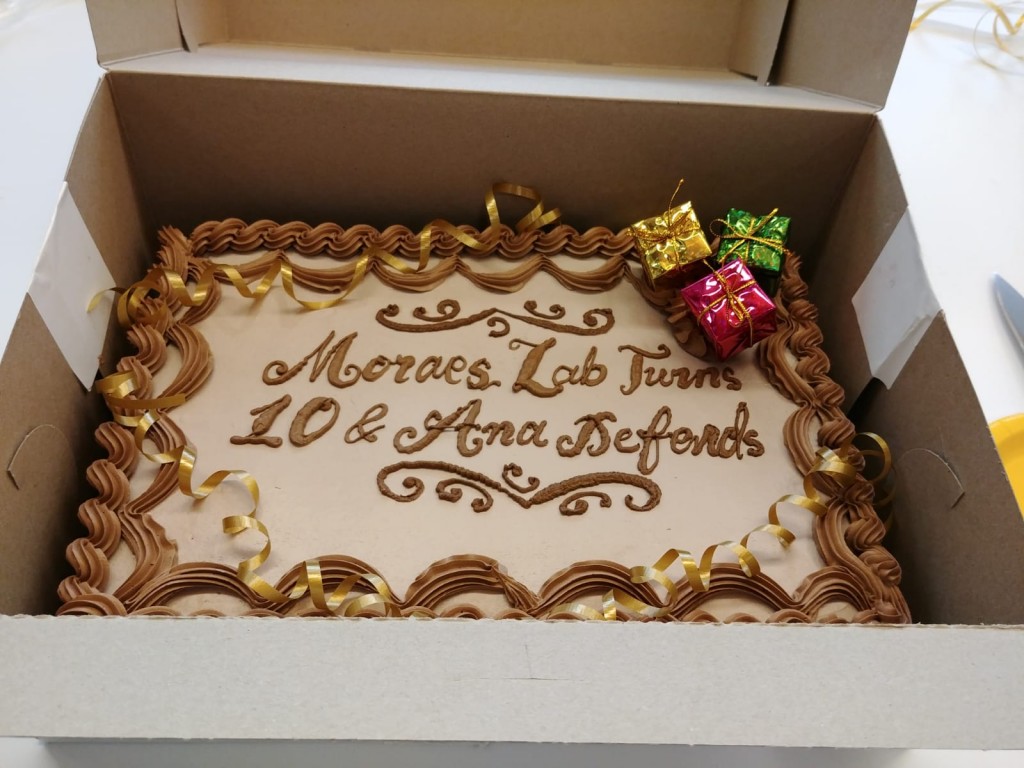 Moraes Lab Turns
10 & Ana Defends